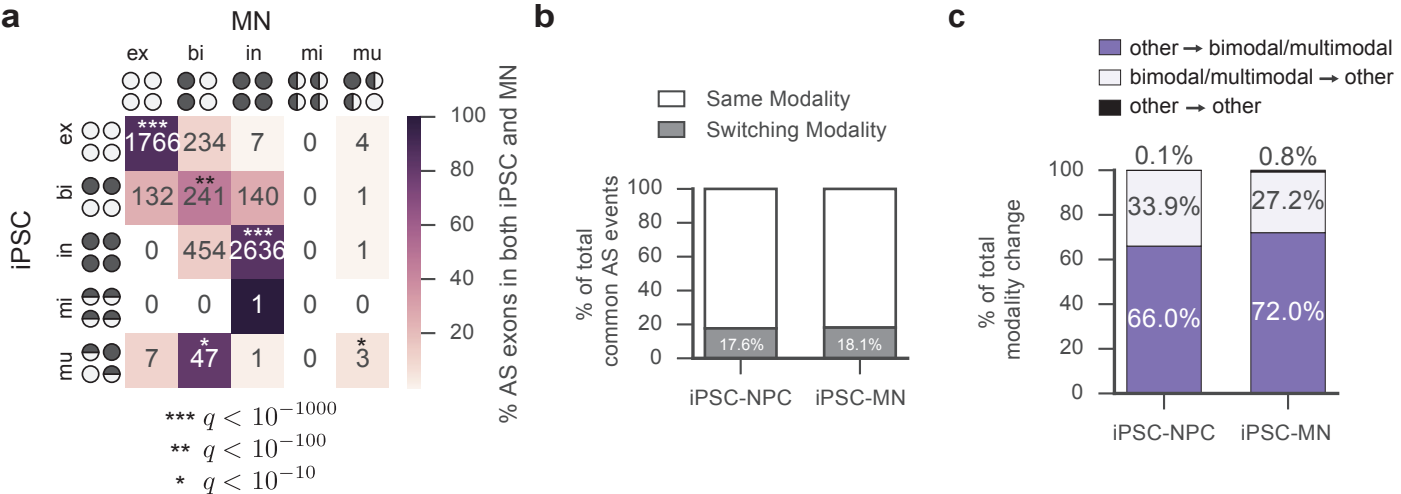 a
MN
ex bi in mi mu
iPSC
ex
bi
in
mi
mu
*** 1766 234 7 0 4
132 ** 241 140 0 1
0 454 *** 2636 0 1
0 0 1 0 0
7 * 47 1 0 * 3
*** q < 10^{-1000}
** q < 10^{-100}
* q < 10^{-10}
100
80
60
40
20
% AS exons in both iPSC and MN
b
Same Modality
Switching Modality
% of total
common AS events
100
80
60
40
20
0
17.6% 18.1%
iPSC-NPC iPSC-MN
c
other → bimodal/multimodal
bimodal/multimodal → other
other → other
% of total
modality change
100
80
60
40
20
0
0.1% 0.8%
33.9% 27.2%
66.0% 72.0%
iPSC-NPC iPSC-MN